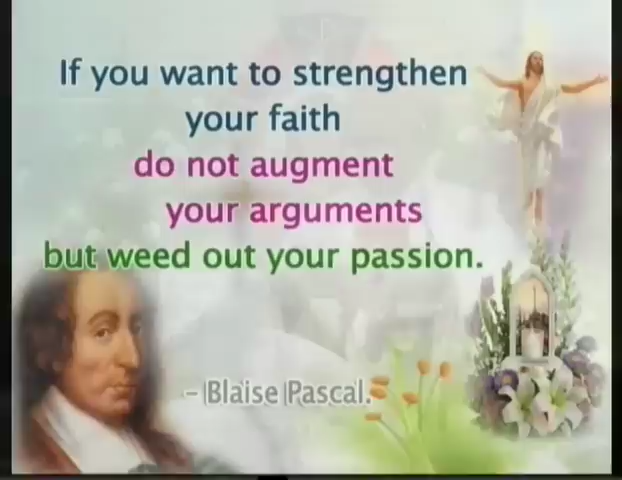 If you want to strengthen
your faith
do not augment
your arguments
but weed out your passion.
- Blaise Pascal.